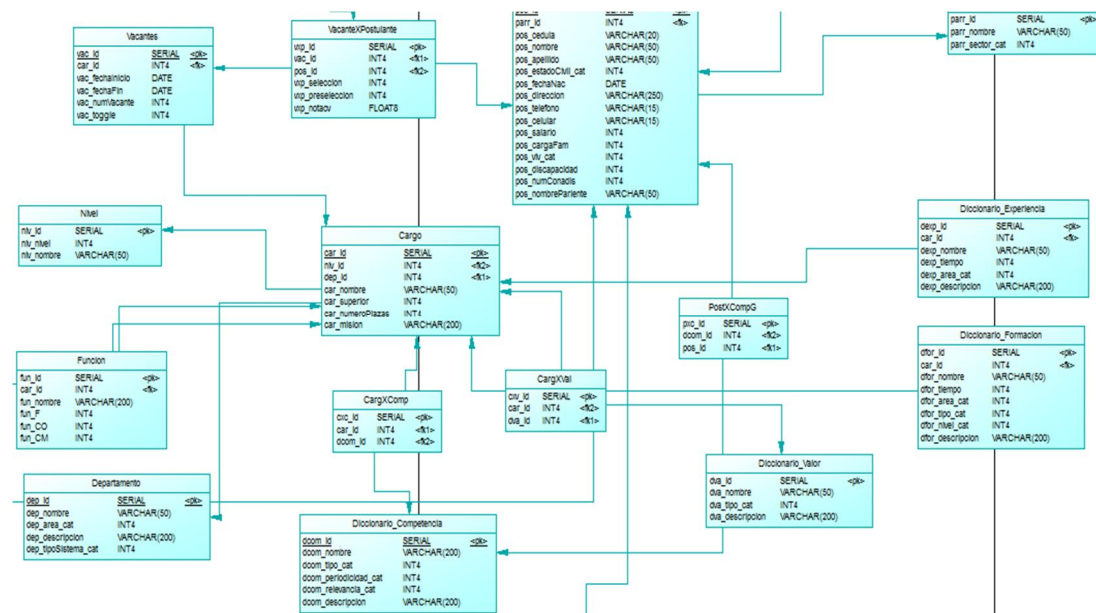 Vacantes
vac_id SERIAL <pk>
car_id INT4 <fk>
vac_fechaInicio DATE
vac_fechaFin DATE
vac_numVacante INT4
vac_toggle INT4
VacanteXPostulante
vxp_id SERIAL <pk>
vac_id INT4 <fk1>
pos_id INT4 <fk2>
vxp_seleccion INT4
vxp_preseleccion INT4
vxp_notacv FLOAT8
parr_id INT4 <fk>
pos_cedula VARCHAR(20)
pos_nombre VARCHAR(50)
pos_apellido VARCHAR(50)
pos_estadoCivil_cat INT4
pos_fechaNac DATE
pos_direccion VARCHAR(250)
pos_telefono VARCHAR(15)
pos_celular VARCHAR(15)
pos_salario INT4
pos_cargaFam INT4
pos_viv_cat INT4
pos_discapacidad INT4
pos_numConadis INT4
pos_nombrePariente VARCHAR(50)
parr_id SERIAL <pk>
parr_nombre VARCHAR(50)
parr_sector_cat INT4
Nivel
niv_id SERIAL <pk>
niv_nivel INT4
niv_nombre VARCHAR(50)
Cargo
car_id SERIAL <pk>
niv_id INT4 <fk2>
dep_id INT4 <fk1>
car_nombre VARCHAR(50)
car_superior INT4
car_numeroPlazas INT4
car_mision VARCHAR(200)
Diccionario_Experiencia
dexp_id SERIAL <pk>
car_id INT4 <fk>
dexp_nombre VARCHAR(50)
dexp_tiempo INT4
dexp_area_cat INT4
dexp_descripcion VARCHAR(200)
PostXCompG
pxc_id SERIAL <pk>
dcom_id INT4 <fk2>
pos_id INT4 <fk1>
Diccionario_Formacion
dfor_id SERIAL <pk>
car_id INT4 <fk>
dfor_nombre VARCHAR(50)
dfor_tiempo INT4
dfor_area_cat INT4
dfor_tipo_cat INT4
dfor_nivel_cat INT4
dfor_descripcion VARCHAR(200)
Funcion
fun_id SERIAL <pk>
car_id INT4 <fk>
fun_nombre VARCHAR(200)
fun_F INT4
fun_CO INT4
fun_CM INT4
CargXComp
cxc_id SERIAL <pk>
car_id INT4 <fk1>
dcom_id INT4 <fk2>
CargXVal
cxv_id SERIAL <pk>
car_id INT4 <fk2>
dva_id INT4 <fk1>
Diccionario_Valor
dva_id SERIAL <pk>
dva_nombre VARCHAR(50)
dva_tipo_cat INT4
dva_descripcion VARCHAR(200)
Departamento
dep_id SERIAL <pk>
dep_nombre VARCHAR(50)
dep_area_cat INT4
dep_descripcion VARCHAR(200)
dep_tipoSistema_cat INT4
Diccionario_Competencia
dcom_id SERIAL <pk>
dcom_nombre VARCHAR(200)
dcom_tipo_cat INT4
dcom_periodicidad_cat INT4
dcom_relevancia_cat INT4
dcom_descripcion VARCHAR(200)